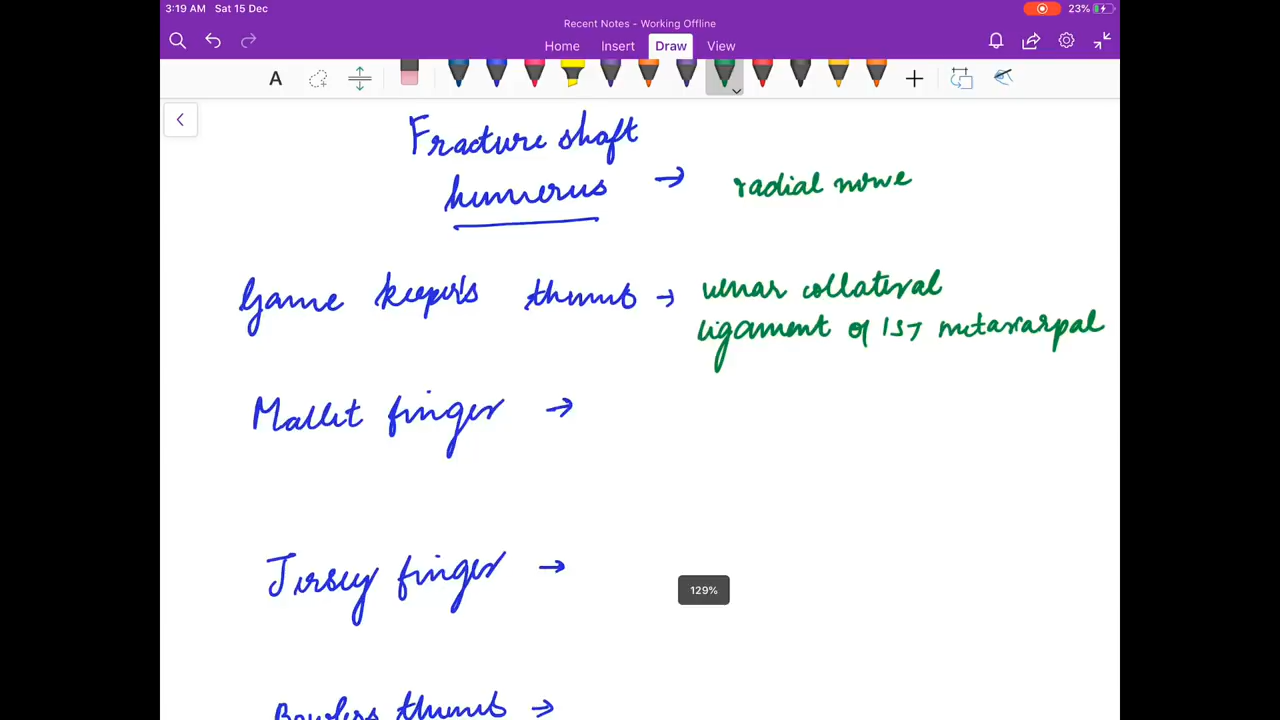 3:19 AM Sat 15 Dec
23%
Recent Notes - Working Offline
Home Insert Draw View
A
Fracture shaft
humerus → radial nerve
Game keeper's thumb → ulnar collateral
ligament of 1st metacarpal
Mallet finger →
Jersey finger →
129%
Bowlers thumb →